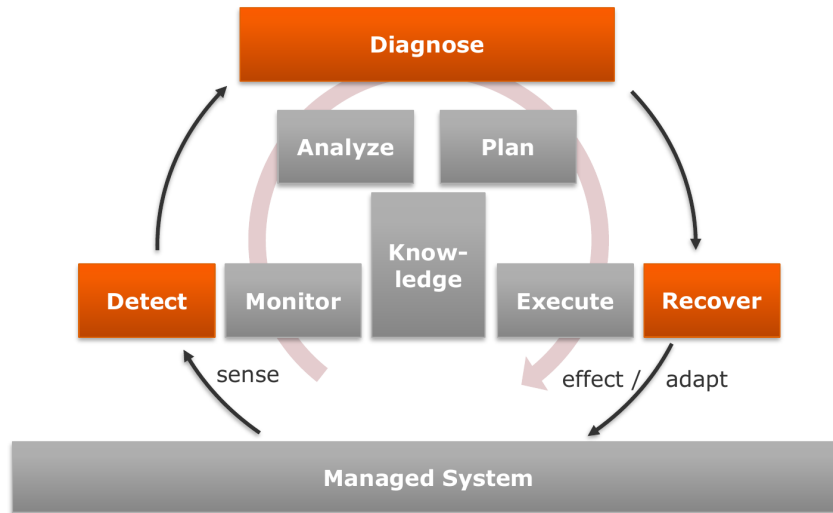 Diagnose
Analyze
Plan
Know-
ledge
Detect
Monitor
Execute
Recover
sense
effect / adapt
Managed System